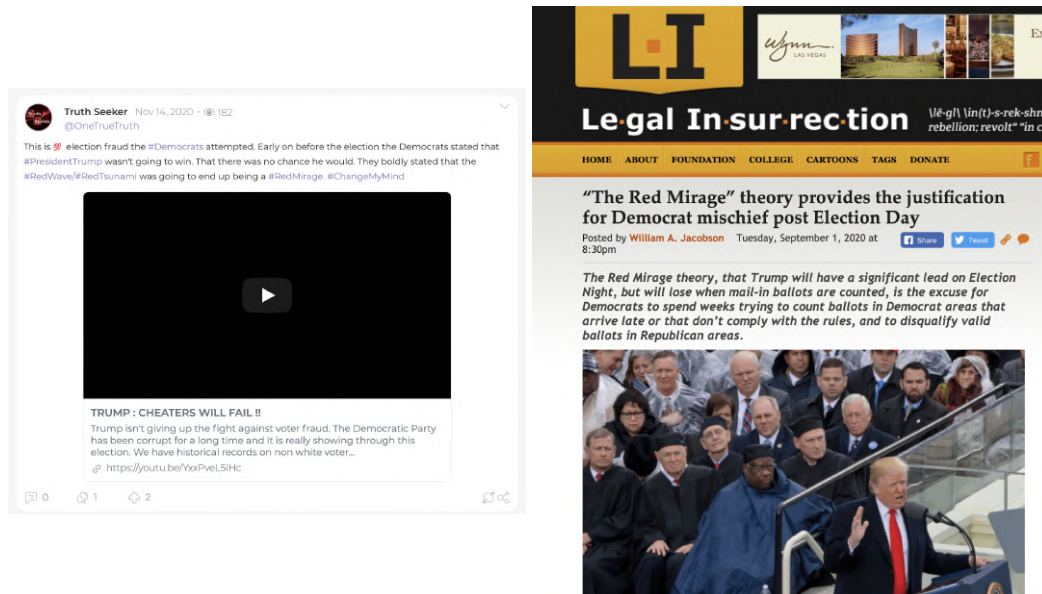 Truth Seeker Nov 14, 2020 · 182
@OneTrueTruth
This is 💯 election fraud the #Democrats attempted. Early on before the election the Democrats stated that
#PresidentTrump wasn't going to win. That there was no chance he would. They boldly stated that the
#RedWave/#RedTsunami was going to end up being a #RedMirage. #ChangeMyMind
TRUMP : CHEATERS WILL FAIL !!
Trump isn't giving up the fight against voter fraud. The Democratic Party
has been corrupt for a long time and it is really showing through this
election. We have historical records on non white voter...
https://youtu.be/YxxPveL5lHc
0 1 2
LI
Wynn
LAS VEGAS
Ex
Le·gal In·sur·rec·tion
\lē-gl\ \in(t)-s-rek-shn
rebellion; revolt" "in c
HOME ABOUT FOUNDATION COLLEGE CARTOONS TAGS DONATE
f
"The Red Mirage" theory provides the justification
for Democrat mischief post Election Day
Posted by William A. Jacobson Tuesday, September 1, 2020 at
8:30pm
Share Tweet
The Red Mirage theory, that Trump will have a significant lead on Election
Night, but will lose when mail-in ballots are counted, is the excuse for
Democrats to spend weeks trying to count ballots in Democrat areas that
arrive late or that don't comply with the rules, and to disqualify valid
ballots in Republican areas.